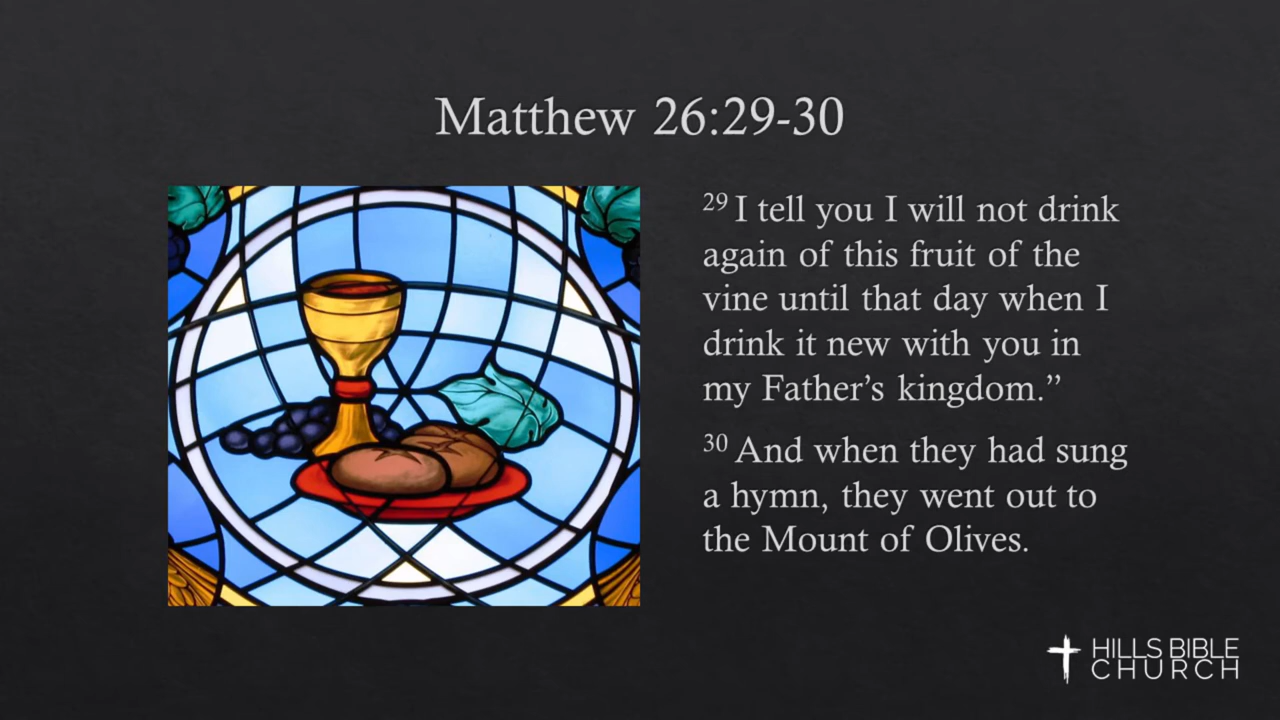 Matthew 26:29-30
29 I tell you I will not drink
again of this fruit of the
vine until that day when I
drink it new with you in
my Father’s kingdom.”
30 And when they had sung
a hymn, they went out to
the Mount of Olives.
HILLS BIBLE
CHURCH